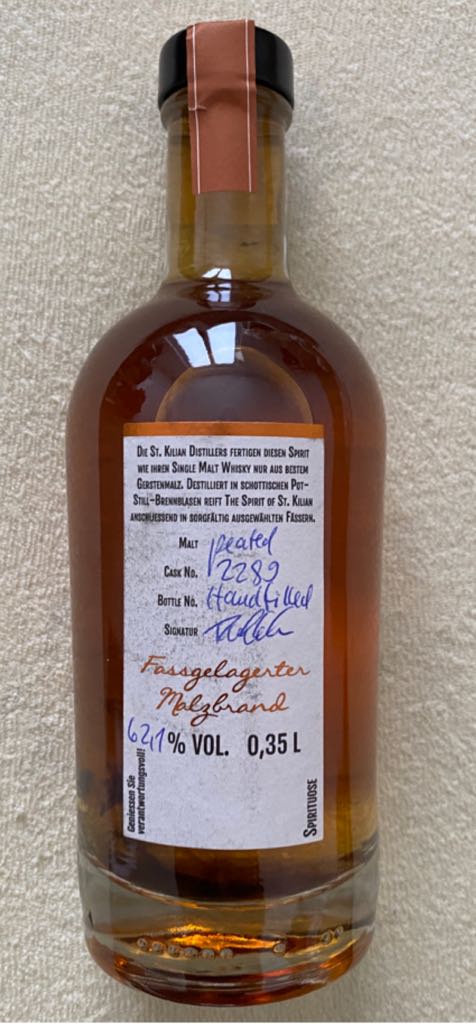 Die St. Kilian Distillers fertigen diesen Spirit
wie ihren Single Malt Whisky nur aus bestem
Gerstenmalz. Destilliert in schottischen Pot-
Still-Brennblasen reift The Spirit of St. Kilian
anschliessend in sorgfältig ausgewählten Fässern.
Malt peated
Cask No. 2289
Bottle No. Handfilled
Signatur
Fassgelagerter
Malzbrand
62,1% VOL. 0,35 L
Geniessen Sie
verantwortungsvoll!
Spirituose